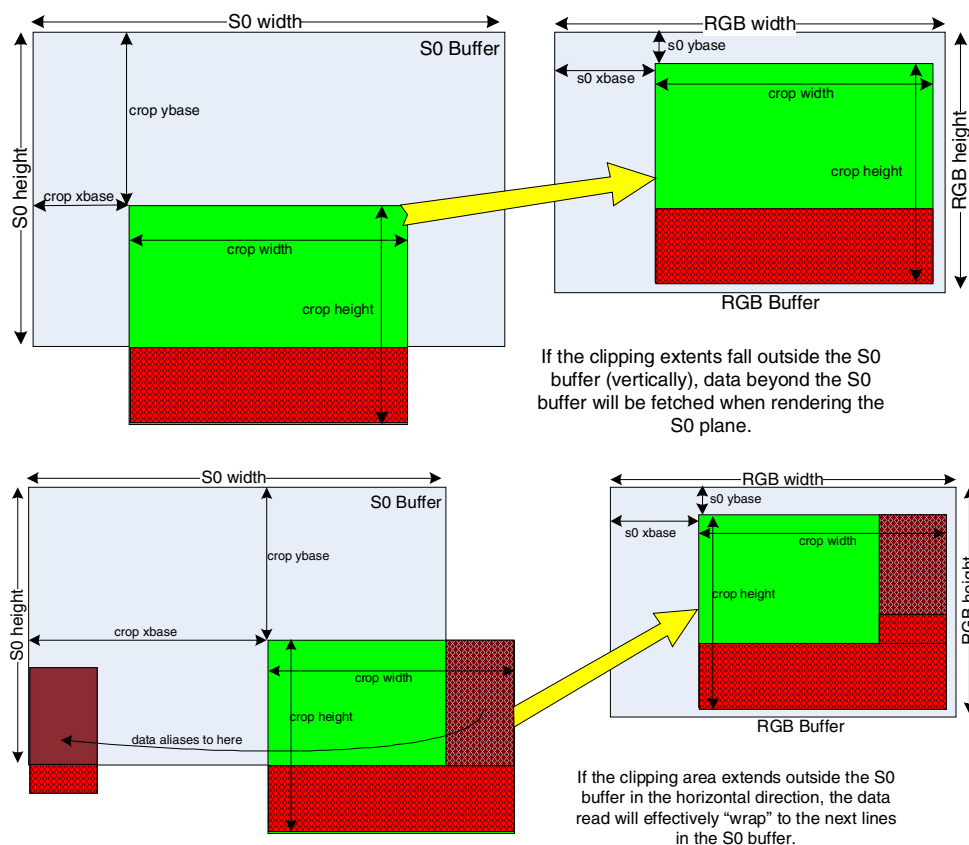 S0 width
S0 Buffer
crop ybase
S0 height
crop xbase
crop width
crop height
RGB width
s0 ybase
s0 xbase
crop width
crop height
RGB height
RGB Buffer
If the clipping extents fall outside the S0
buffer (vertically), data beyond the S0
buffer will be fetched when rendering the
S0 plane.
S0 width
S0 Buffer
crop ybase
S0 height
crop xbase
crop width
crop height
data aliases to here
RGB width
s0 ybase
s0 xbase
crop width
crop height
RGB height
RGB Buffer
If the clipping area extends outside the S0
buffer in the horizontal direction, the data
read will effectively “wrap” to the next lines
in the S0 buffer.